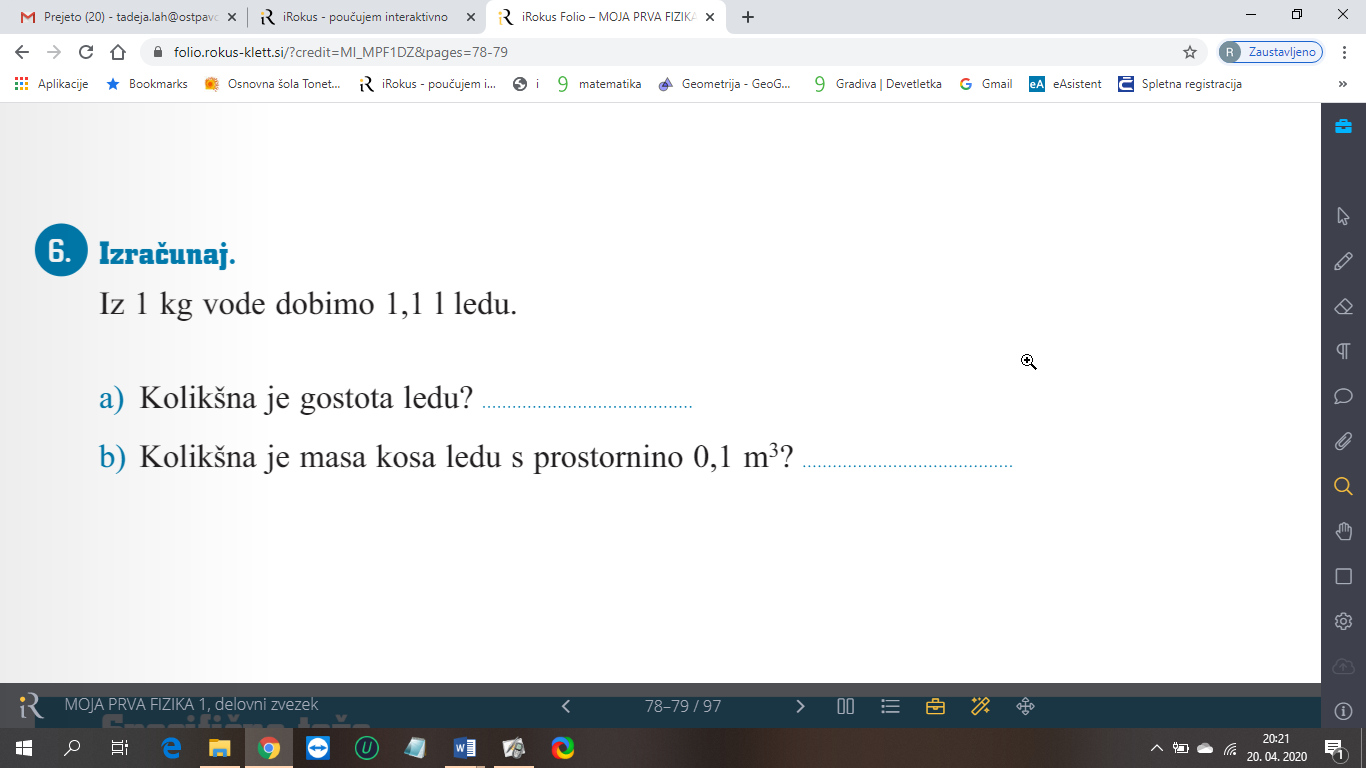 Prejeto (20) - tadeja.lah@ostpavc
iRokus - poučujem interaktivno
iRokus Folio – MOJA PRVA FIZIKA
folio.rokus-klett.si/?credit=MI_MPF1DZ&pages=78-79
R Zaustavljeno
Aplikacije Bookmarks Osnovna šola Tonet... iRokus - poučujem i... i matematika Geometrija - GeoG... Gradiva | Devetletka Gmail eAsistent Spletna registracija »
6. Izračunaj.
Iz 1 kg vode dobimo 1,1 l ledu.
a) Kolikšna je gostota ledu? ..........................................
b) Kolikšna je masa kosa ledu s prostornino 0,1 m³? ..........................................
iR MOJA PRVA FIZIKA 1, delovni zvezek 78–79 / 97
20:21
20. 04. 2020
1